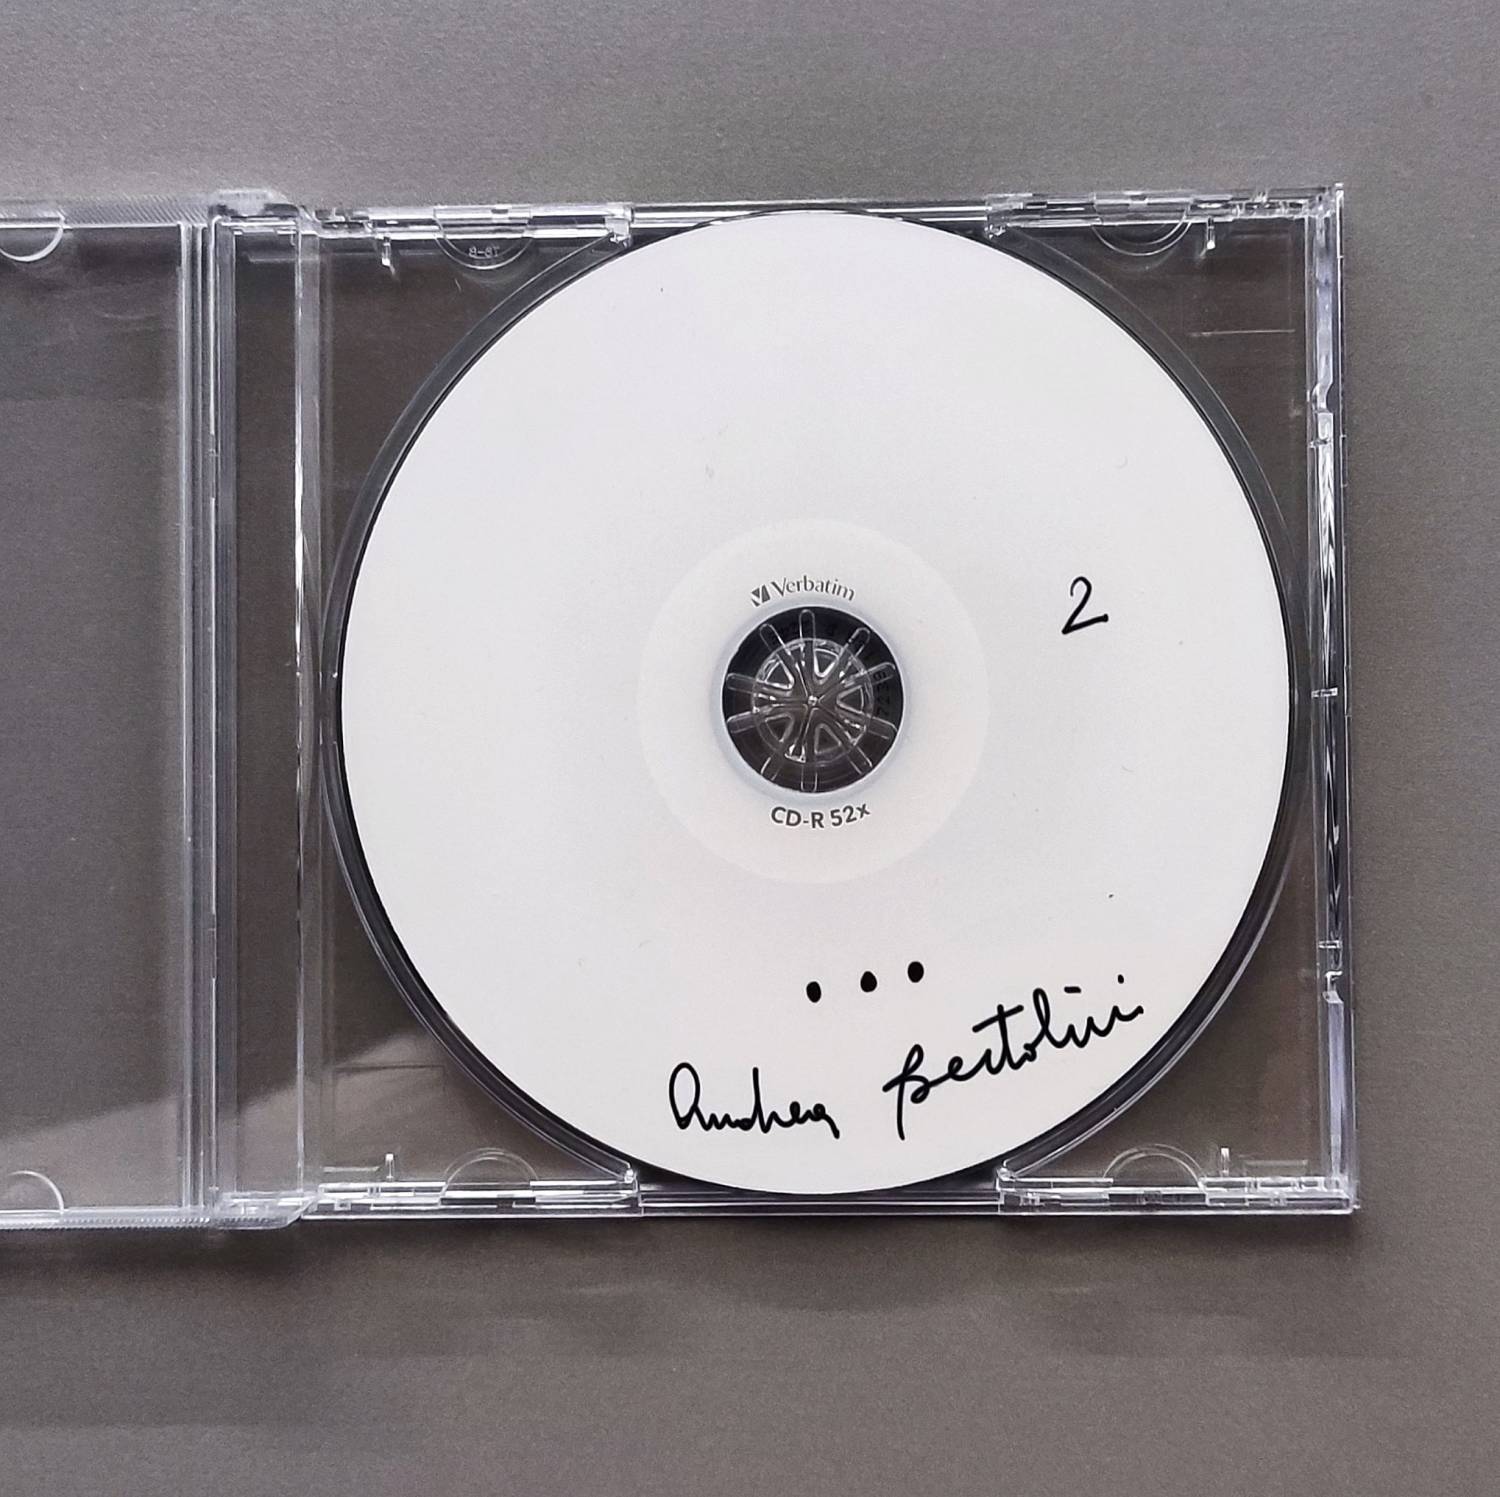 Verbatim
2
CD-R 52x
...
Andrea Bertolini